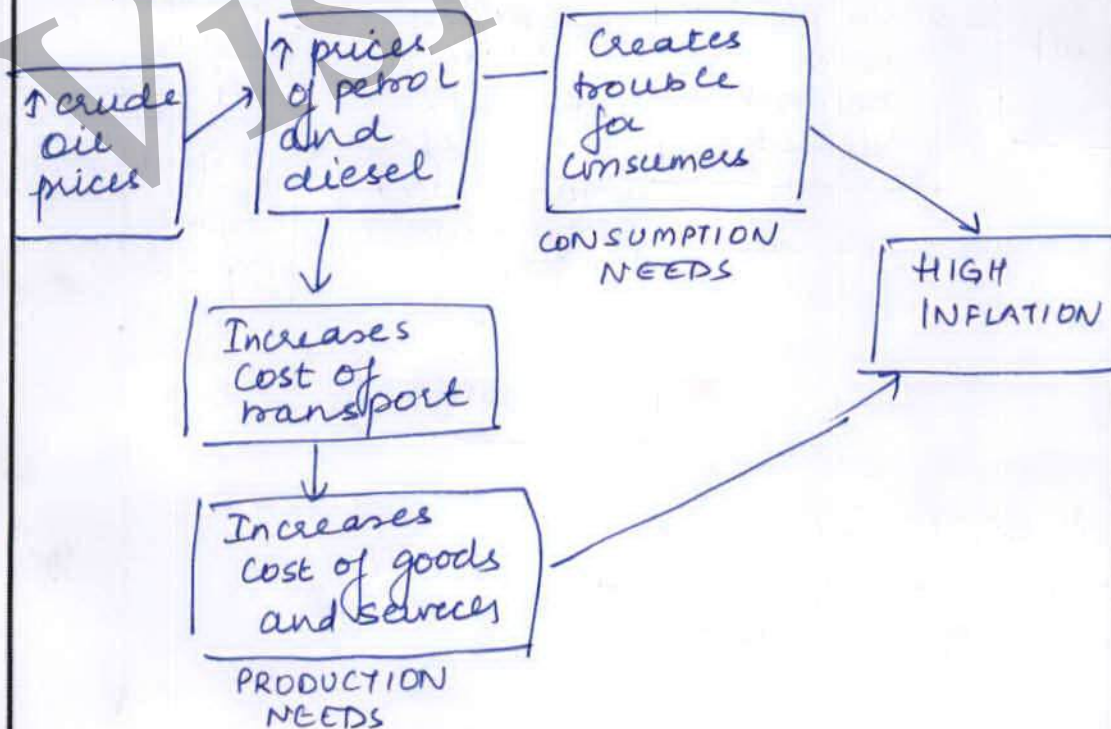 ↑ crude
oil
prices
↑ prices
of petrol
and
diesel
Creates
trouble
for
consumers
CONSUMPTION
NEEDS
HIGH
INFLATION
Increases
cost of
transport
Increases
cost of goods
and services
PRODUCTION
NEEDS